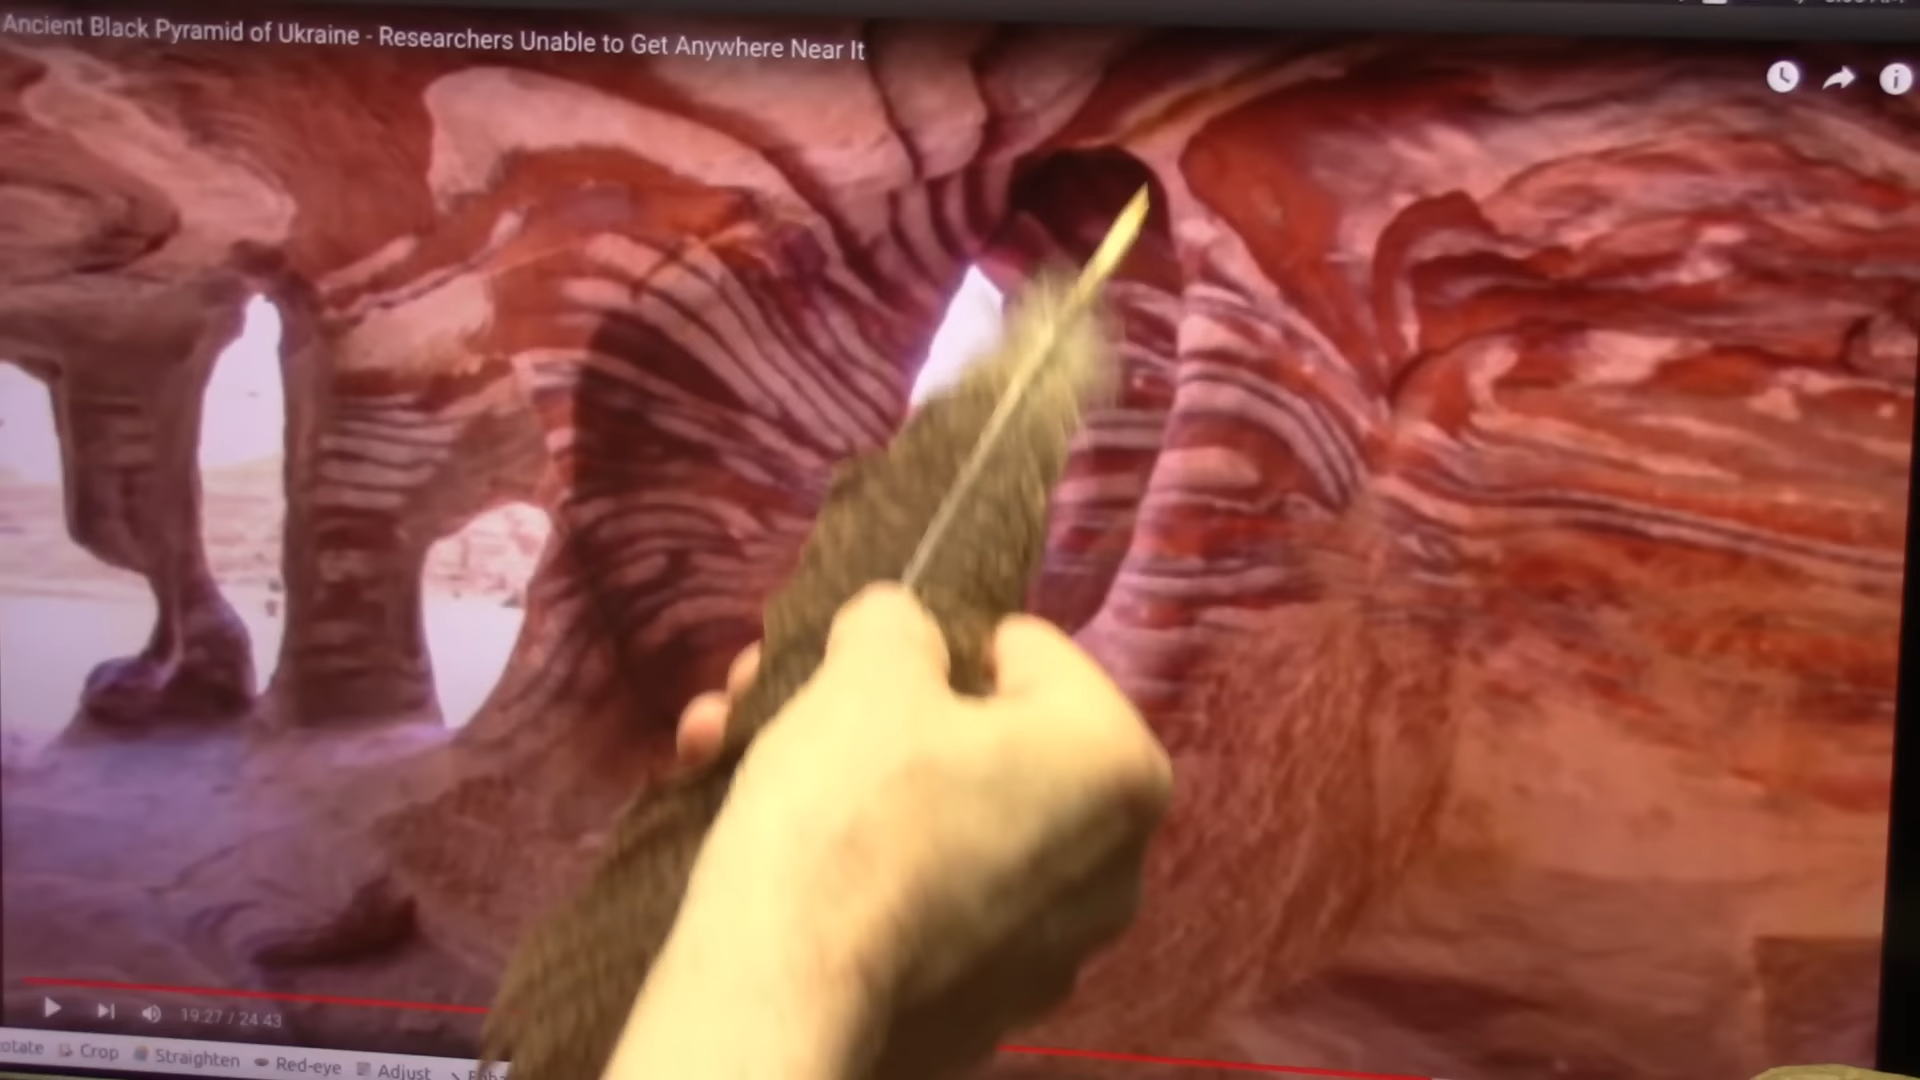 Ancient Black Pyramid of Ukraine - Researchers Unable to Get Anywhere Near It
19:27 / 24:43
Crop Straighten Red-eye Adjust